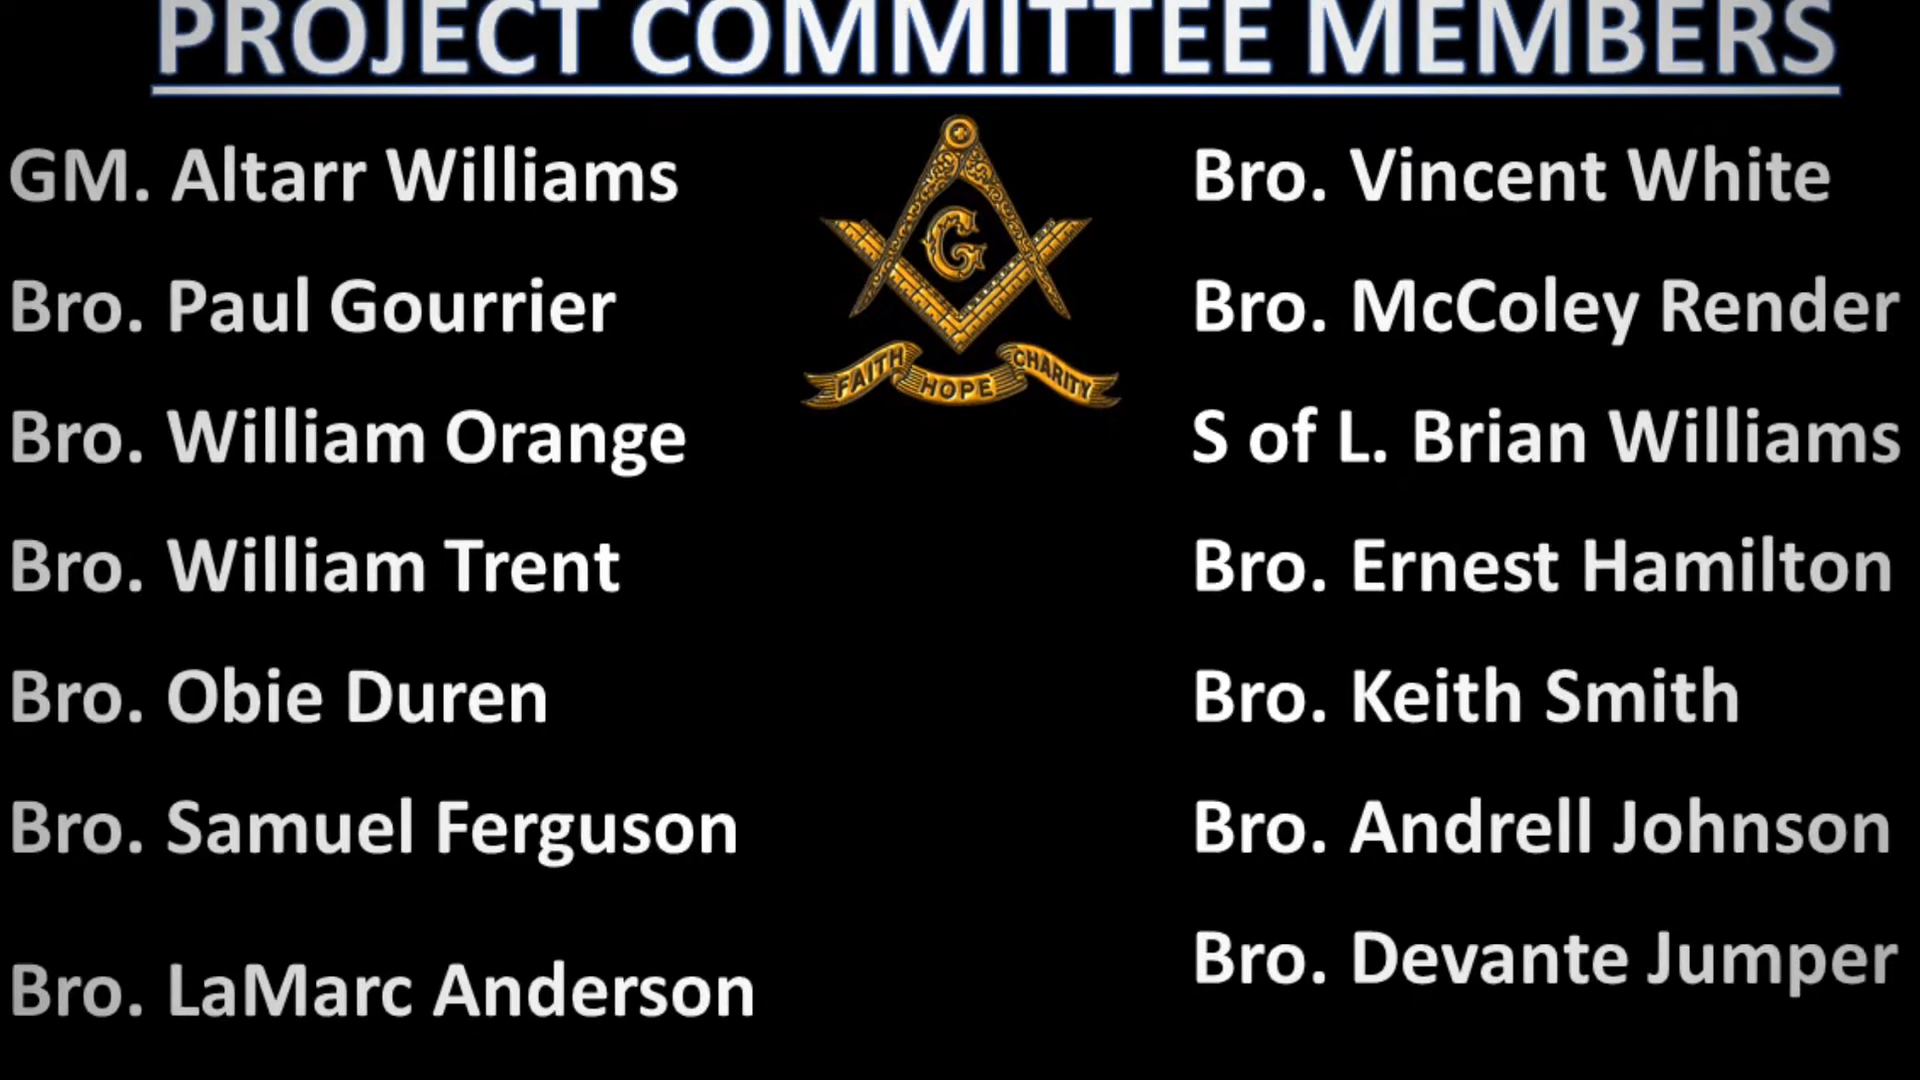 PROJECT COMMITTEE MEMBERS
GM. Altarr Williams
Bro. Paul Gourrier
Bro. William Orange
Bro. William Trent
Bro. Obie Duren
Bro. Samuel Ferguson
Bro. LaMarc Anderson
G
FAITH HOPE CHARITY
Bro. Vincent White
Bro. McColey Render
S of L. Brian Williams
Bro. Ernest Hamilton
Bro. Keith Smith
Bro. Andrell Johnson
Bro. Devante Jumper